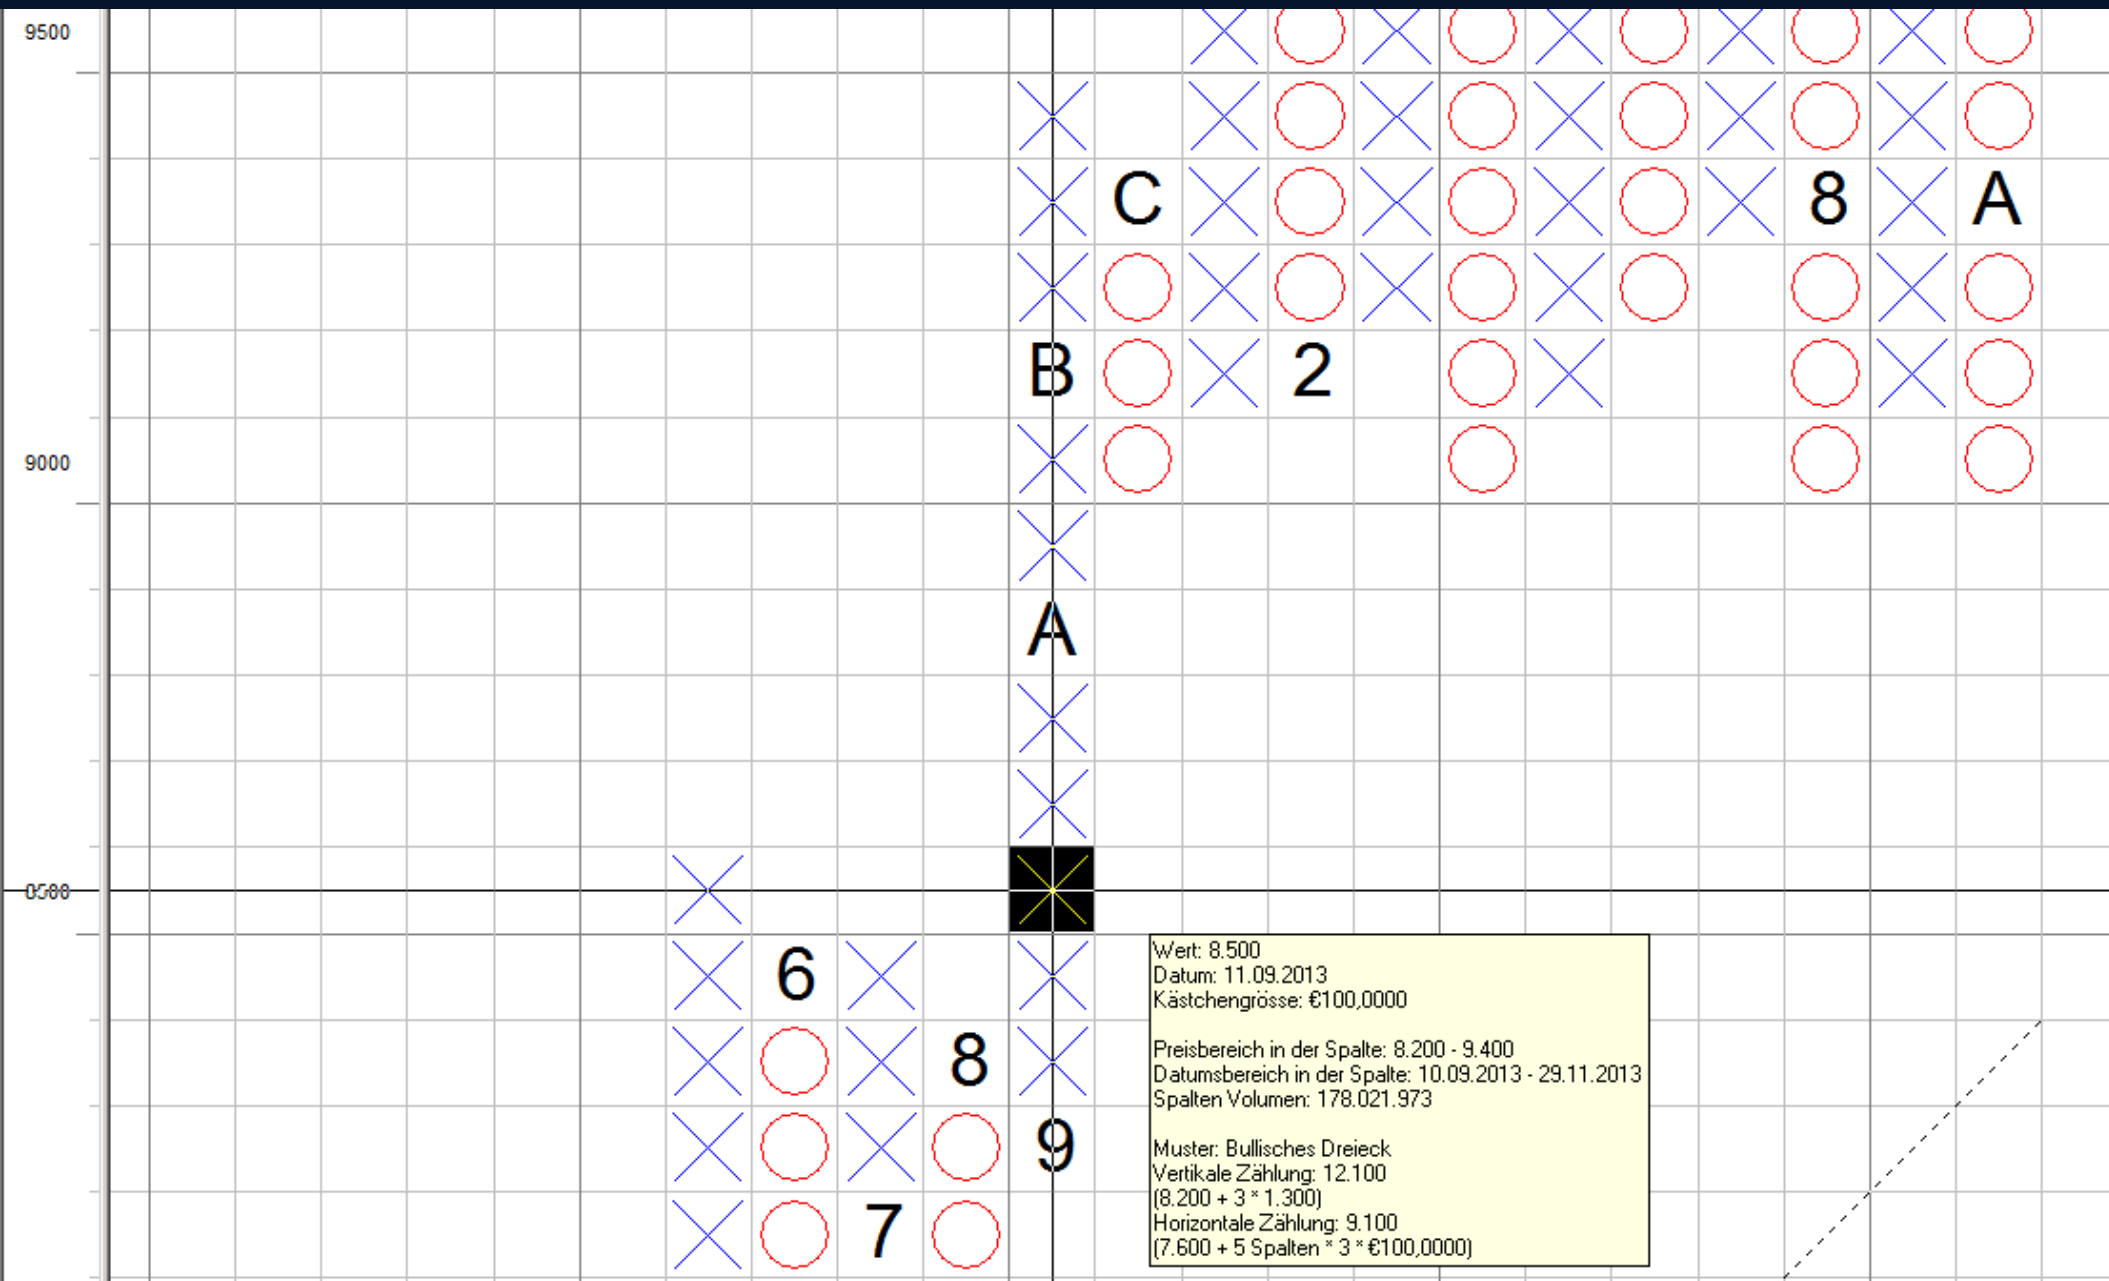 9500
C
8
A
B
2
9000
A
6
8
9
7
Wert: 8.500
Datum: 11.09.2013
Kästchengrösse: €100,0000
Preisbereich in der Spalte: 8.200 - 9.400
Datumsbereich in der Spalte: 10.09.2013 - 29.11.2013
Spalten Volumen: 178.021.973
Muster: Bullisches Dreieck
Vertikale Zählung: 12.100
(8.200 + 3 * 1.300)
Horizontale Zählung: 9.100
(7.600 + 5 Spalten * 3 * €100,0000)